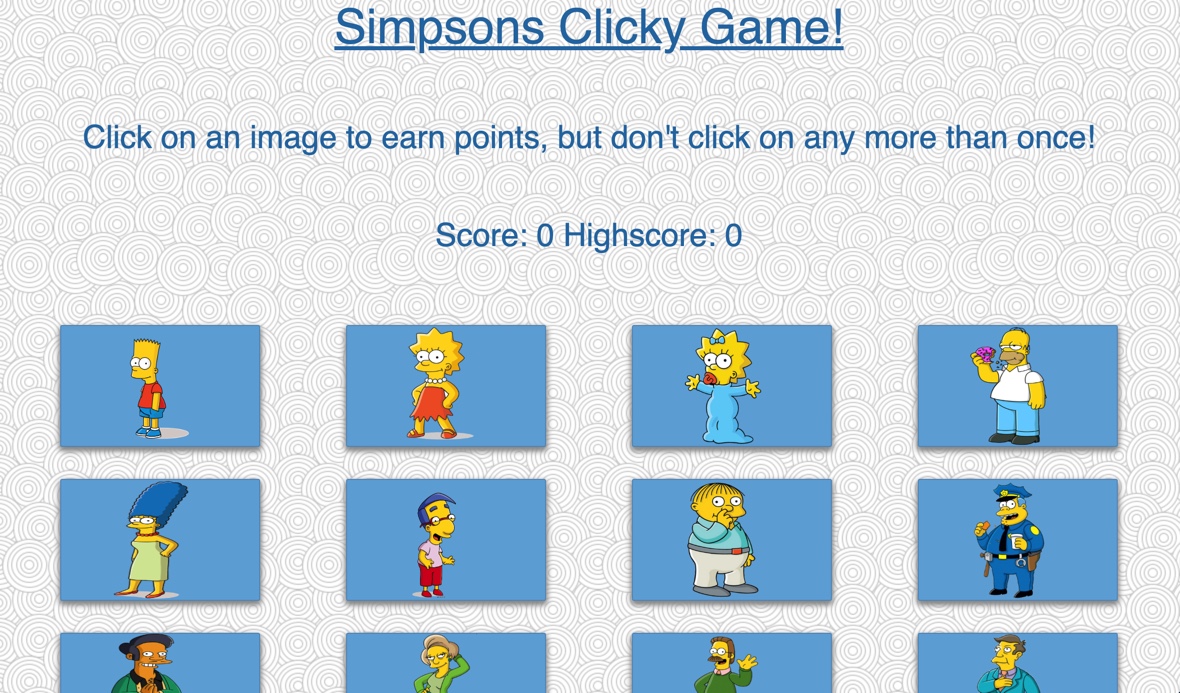 Simpsons Clicky Game!
Click on an image to earn points, but don't click on any more than once!
Score: 0 Highscore: 0